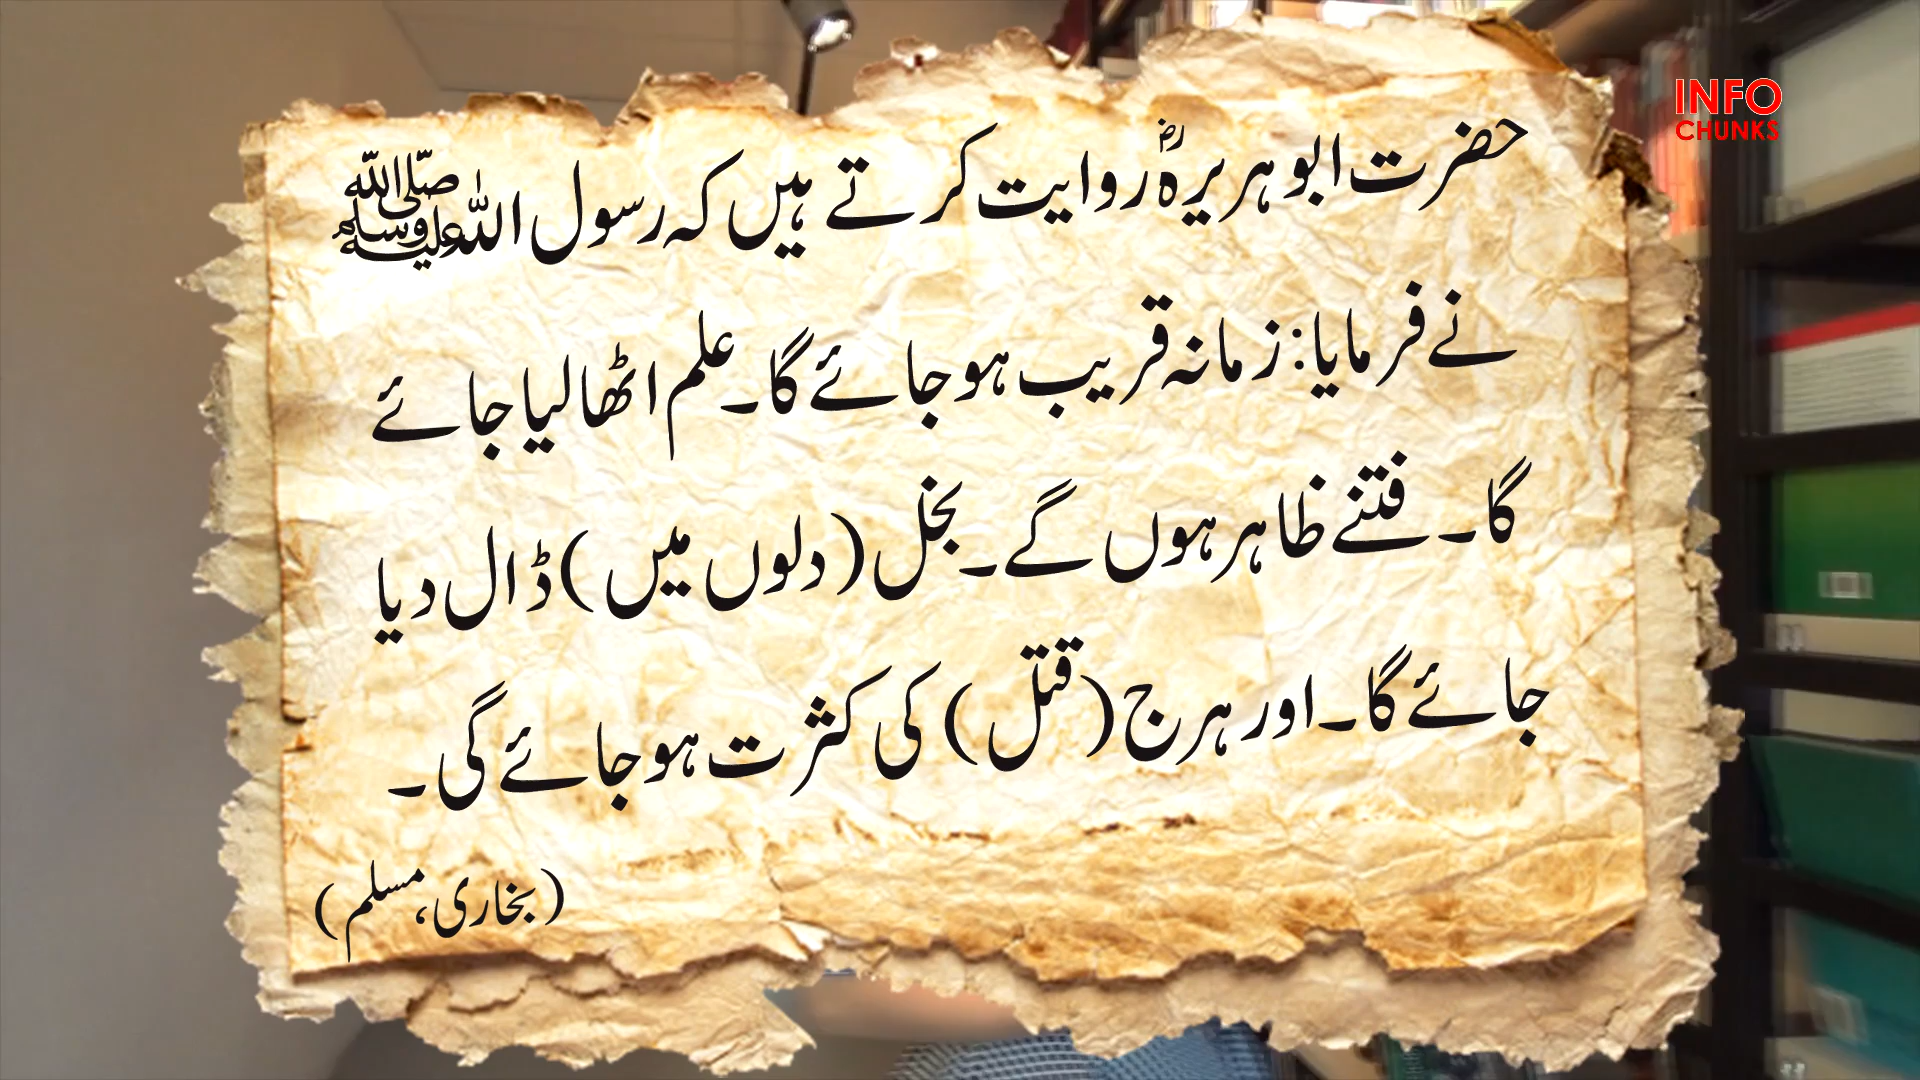 INFO
CHUNKS
حضرت ابو ہریرہؓ روایت کرتے ہیں کہ رسول اللہ ﷺ
نے فرمایا: زمانہ قریب ہو جائے گا۔ علم اٹھا لیا جائے
گا۔ فتنے ظاہر ہوں گے۔ بخل (دلوں میں) ڈال دیا
جائے گا۔ اور ہرج (قتل) کی کثرت ہو جائے گی۔
(بخاری، مسلم)